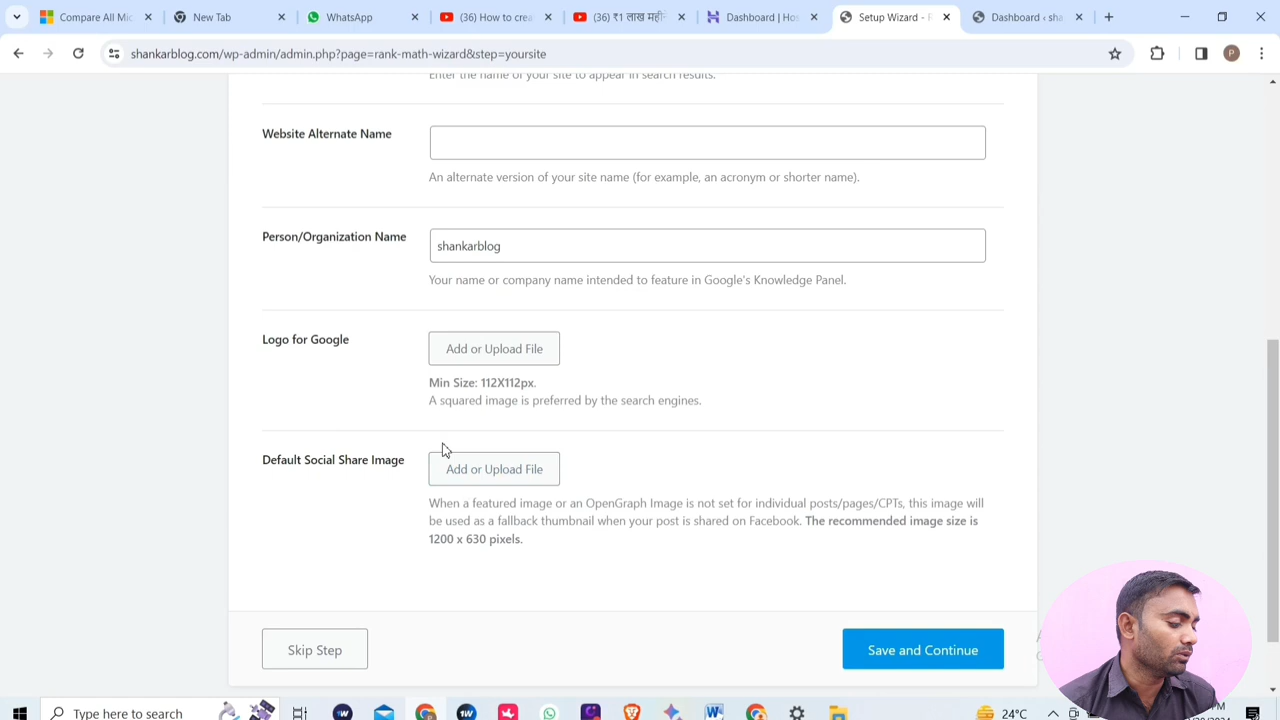 Compare All Mic
New Tab
WhatsApp
(36) How to crea
(36) ₹1 लाख महीन
Dashboard | Hos
Setup Wizard - R
Dashboard ‹ sha
shankarblog.com/wp-admin/admin.php?page=rank-math-wizard&step=yoursite
P
Enter the name of your site to appear in search results.
Website Alternate Name
An alternate version of your site name (for example, an acronym or shorter name).
Person/Organization Name
shankarblog
Your name or company name intended to feature in Google's Knowledge Panel.
Logo for Google
Add or Upload File
Min Size: 112X112px.
A squared image is preferred by the search engines.
Default Social Share Image
Add or Upload File
When a featured image or an OpenGraph Image is not set for individual posts/pages/CPTs, this image will
be used as a fallback thumbnail when your post is shared on Facebook. The recommended image size is
1200 x 630 pixels.
Skip Step
Save and Continue
Type here to search
24°C